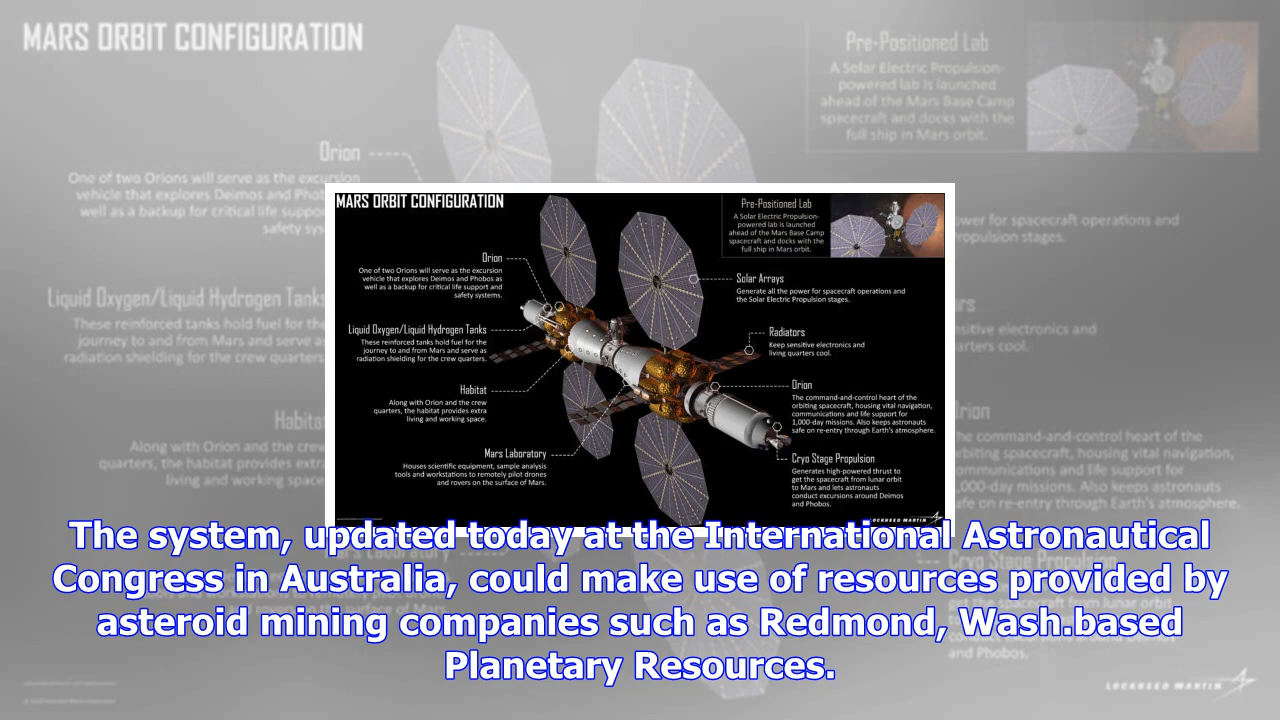 MARS ORBIT CONFIGURATION
Pre-Positioned Lab
A Solar Electric Propulsion-
powered lab is launched
ahead of the Mars Base Camp
spacecraft and docks with the
full ship in Mars orbit.
Orion
One of two Orions will serve as the excursion
vehicle that explores Deimos and Phobos as
well as a backup for critical life support and
safety systems.
Solar Arrays
Generate all the power for spacecraft operations and
the Solar Electric Propulsion stages.
Liquid Oxygen/Liquid Hydrogen Tanks
These reinforced tanks hold fuel for the
journey to and from Mars and serve as
radiation shielding for the crew quarters.
Radiators
Keep sensitive electronics and
living quarters cool.
Habitat
Along with Orion and the crew
quarters, the habitat provides extra
living and working space.
Orion
The command-and-control heart of the
orbiting spacecraft, housing vital navigation,
communications and life support for
1,000-day missions. Also keeps astronauts
safe on re-entry through Earth's atmosphere.
Mars Laboratory
Houses scientific equipment, sample analysis
tools and workstations to remotely pilot drones
and rovers on the surface of Mars.
Cryo Stage Propulsion
Generates high-powered thrust to
get the spacecraft from lunar orbit
to Mars and lets astronauts
conduct excursions around Deimos
and Phobos.
LOCKHEED MARTIN
The system, updated today at the International Astronautical
Congress in Australia, could make use of resources provided by
asteroid mining companies such as Redmond, Wash.based
Planetary Resources.